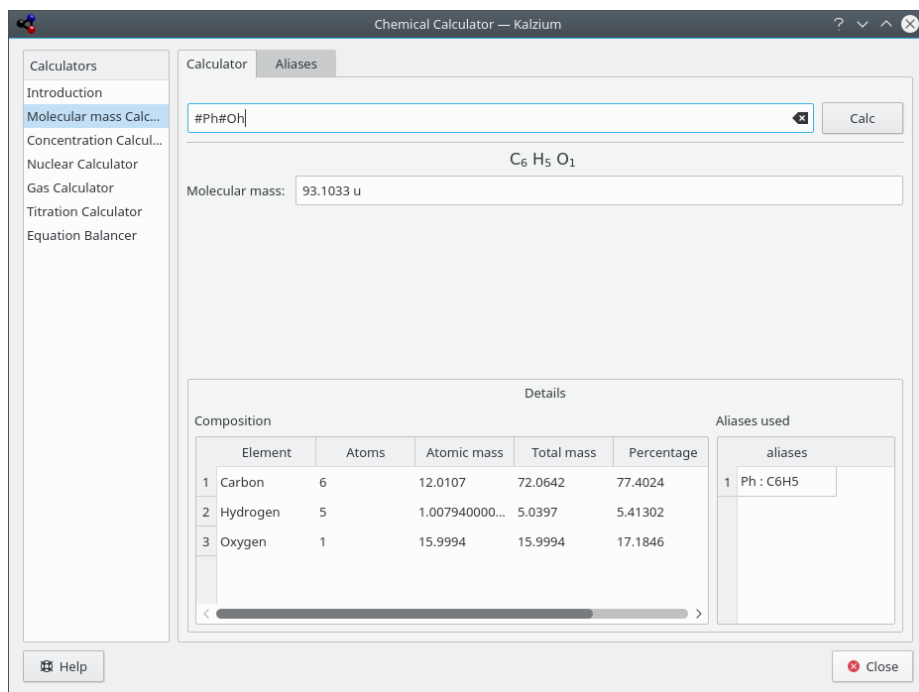 Chemical Calculator — Kalzium
Calculators
Introduction
Molecular mass Calc...
Concentration Calcul...
Nuclear Calculator
Gas Calculator
Titration Calculator
Equation Balancer
Calculator Aliases
#Ph#Oh
Calc
C₆ H₅ O₁
Molecular mass: 93.1033 u
Details
Composition
Element Atoms Atomic mass Total mass Percentage
1 Carbon 6 12.0107 72.0642 77.4024
2 Hydrogen 5 1.007940000... 5.0397 5.41302
3 Oxygen 1 15.9994 15.9994 17.1846
Aliases used
aliases
1 Ph : C6H5
Help
Close